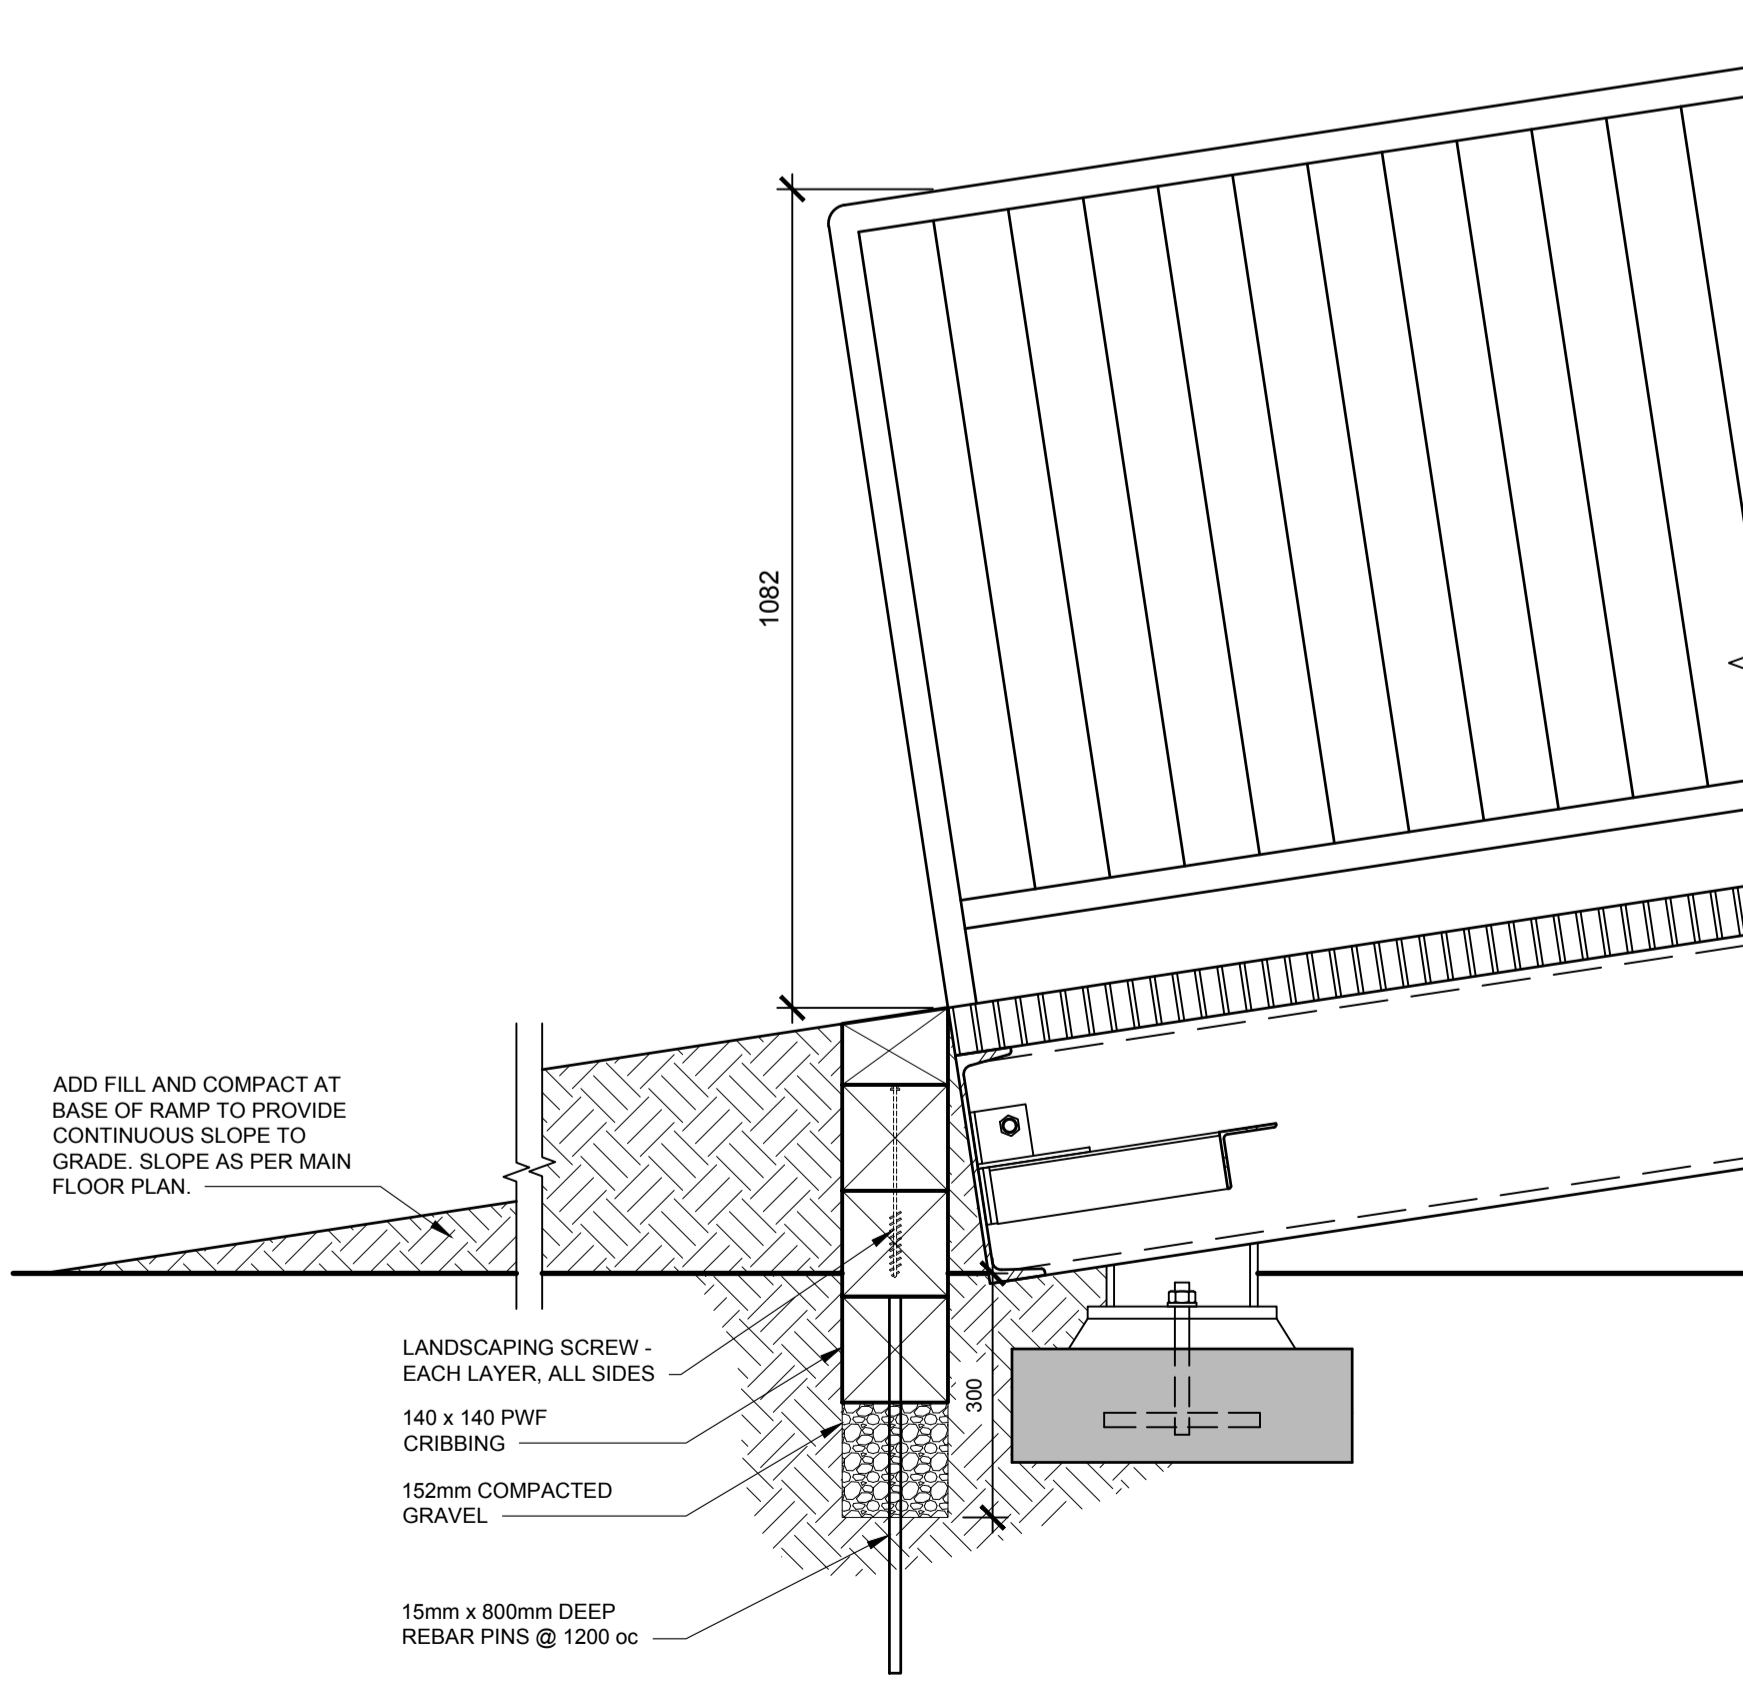 1082
ADD FILL AND COMPACT AT
BASE OF RAMP TO PROVIDE
CONTINUOUS SLOPE TO
GRADE. SLOPE AS PER MAIN
FLOOR PLAN.
LANDSCAPING SCREW -
EACH LAYER, ALL SIDES
300
140 x 140 PWF
CRIBBING
152mm COMPACTED
GRAVEL
15mm x 800mm DEEP
REBAR PINS @ 1200 oc